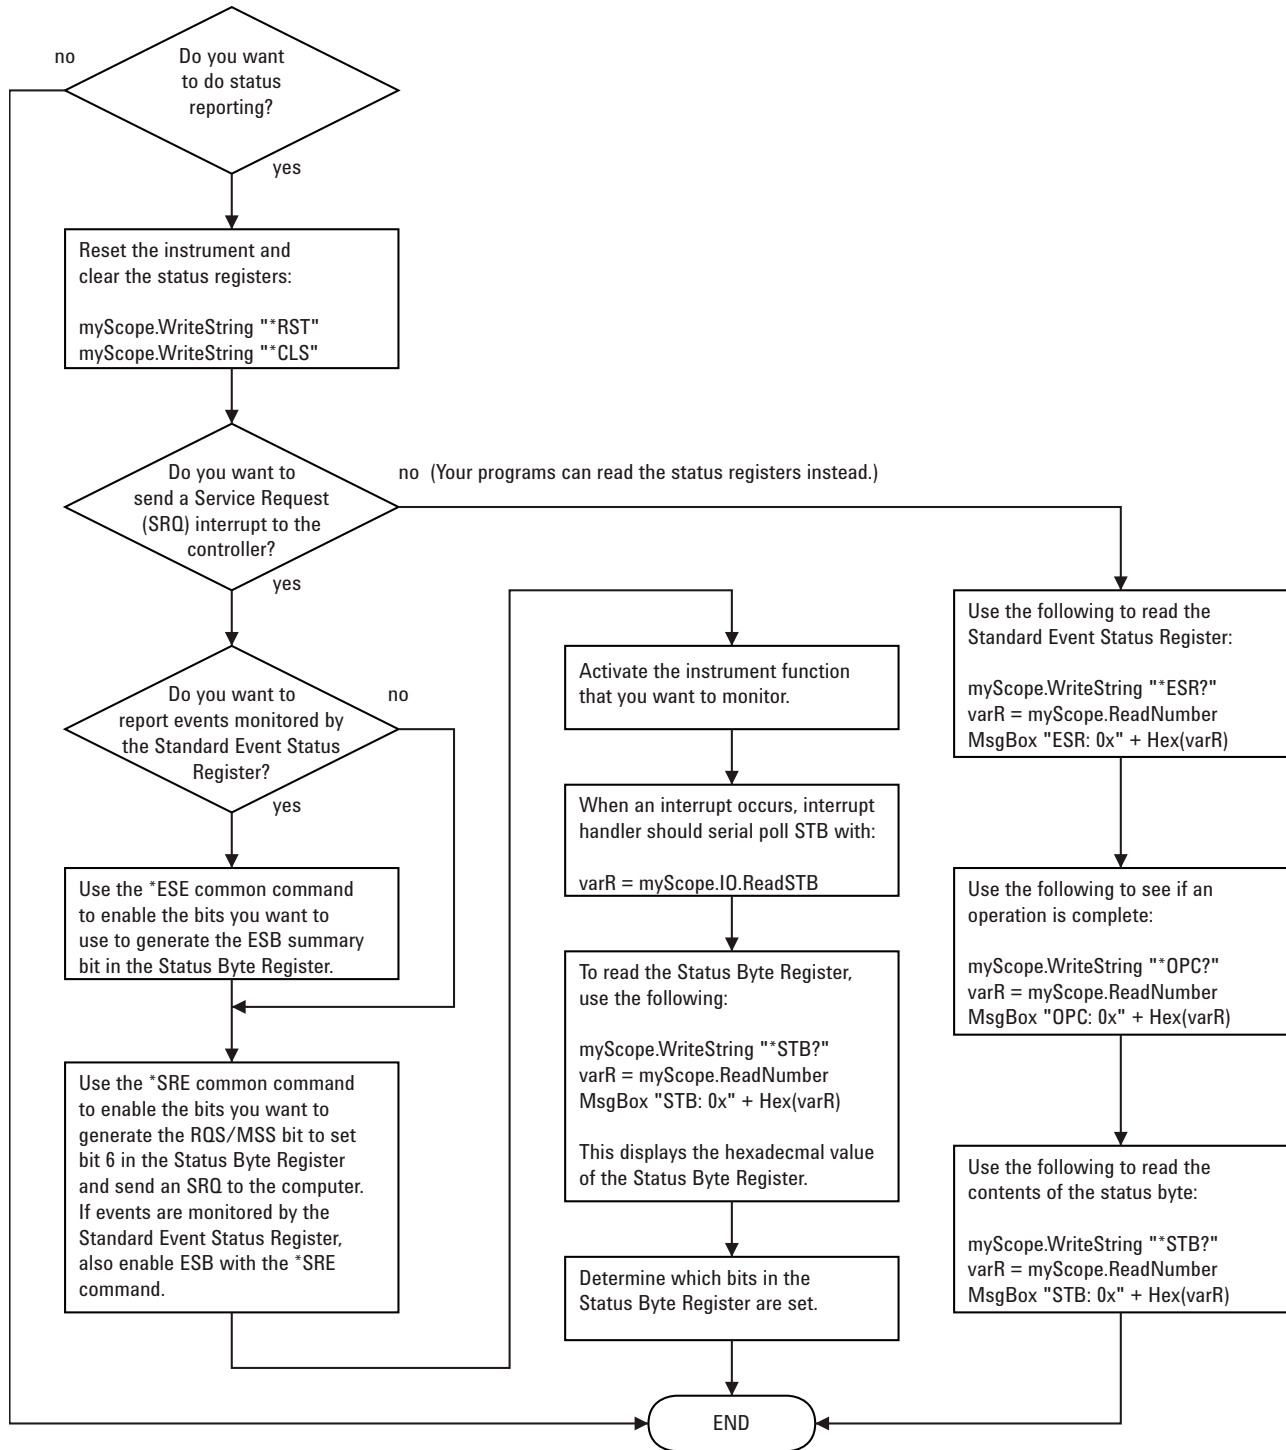 no
Do you want
to do status
reporting?
yes
Reset the instrument and
clear the status registers:
myScope.WriteString "*RST"
myScope.WriteString "*CLS"
Do you want to
send a Service Request
(SRQ) interrupt to the
controller?
no (Your programs can read the status registers instead.)
yes
Do you want to
report events monitored by
the Standard Event Status
Register?
no
yes
Use the *ESE common command
to enable the bits you want to
use to generate the ESB summary
bit in the Status Byte Register.
Use the *SRE common command
to enable the bits you want to
generate the RQS/MSS bit to set
bit 6 in the Status Byte Register
and send an SRQ to the computer.
If events are monitored by the
Standard Event Status Register,
also enable ESB with the *SRE
command.
Activate the instrument function
that you want to monitor.
When an interrupt occurs, interrupt
handler should serial poll STB with:
varR = myScope.IO.ReadSTB
To read the Status Byte Register,
use the following:
myScope.WriteString "*STB?"
varR = myScope.ReadNumber
MsgBox "STB: 0x" + Hex(varR)
This displays the hexadecmal value
of the Status Byte Register.
Determine which bits in the
Status Byte Register are set.
Use the following to read the
Standard Event Status Register:
myScope.WriteString "*ESR?"
varR = myScope.ReadNumber
MsgBox "ESR: 0x" + Hex(varR)
Use the following to see if an
operation is complete:
myScope.WriteString "*OPC?"
varR = myScope.ReadNumber
MsgBox "OPC: 0x" + Hex(varR)
Use the following to read the
contents of the status byte:
myScope.WriteString "*STB?"
varR = myScope.ReadNumber
MsgBox "STB: 0x" + Hex(varR)
END